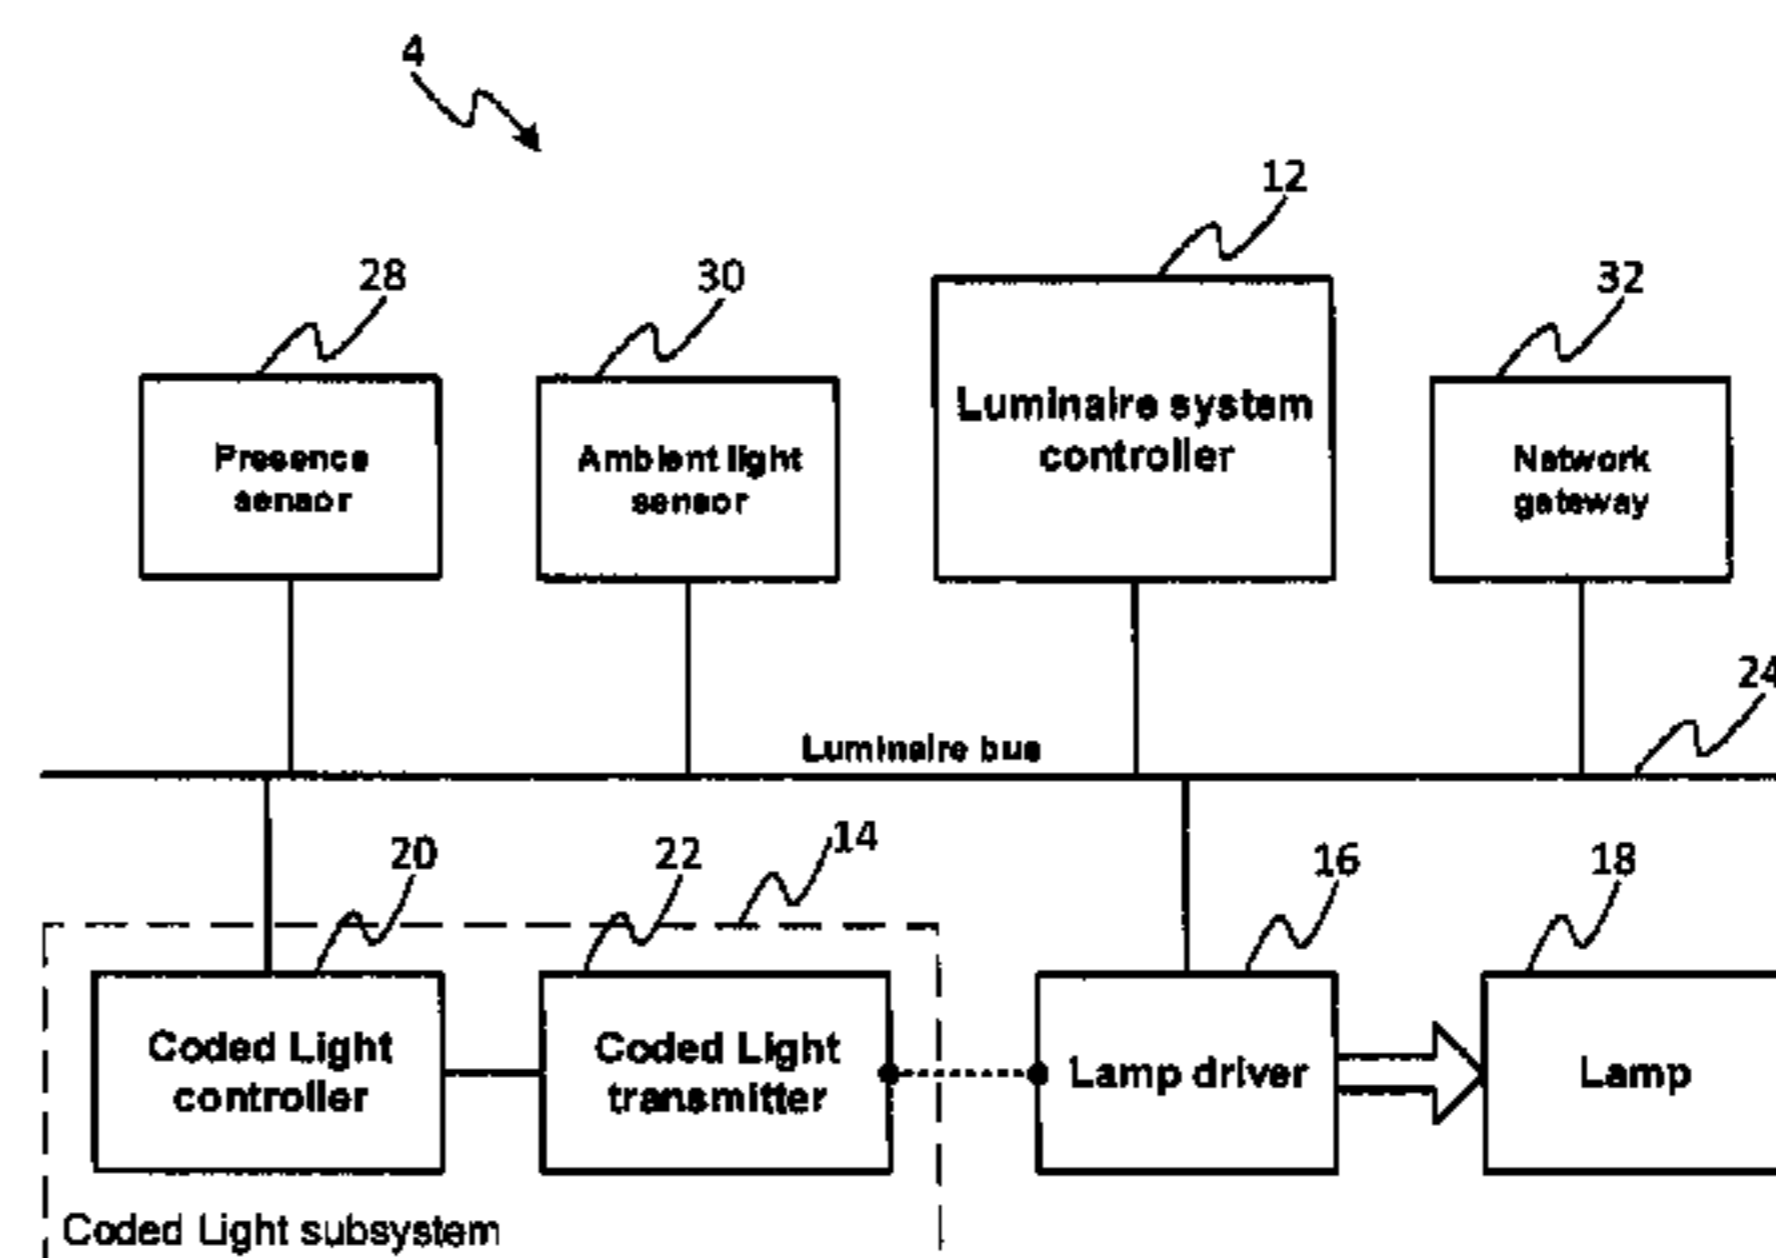 4
12
28
30
32
Luminaire system
controller
Presence
sensor
Ambient light
sensor
Network
gateway
24
Luminaire bus
14
20
22
16
18
Coded Light
controller
Coded Light
transmitter
Lamp driver
Lamp
Coded Light subsystem